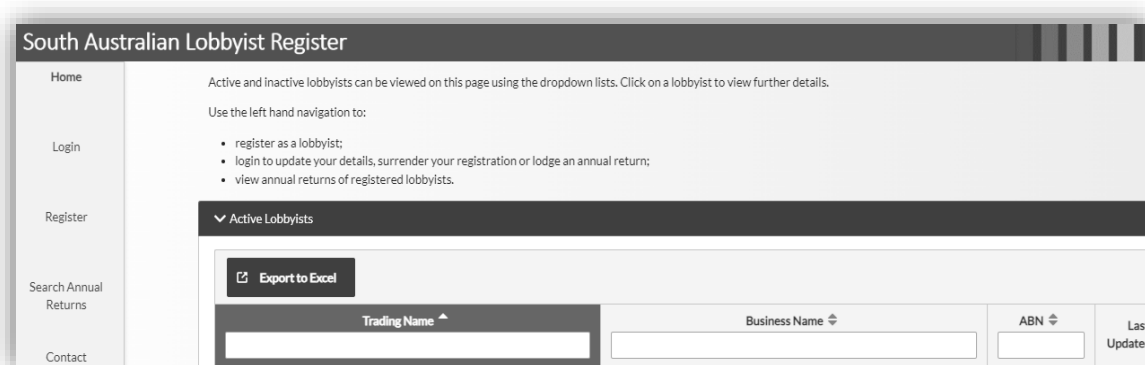 South Australian Lobbyist Register
Home
Login
Register
Search Annual
Returns
Contact
Active and inactive lobbyists can be viewed on this page using the dropdown lists. Click on a lobbyist to view further details.
Use the left hand navigation to:
• register as a lobbyist;
• login to update your details, surrender your registration or lodge an annual return;
• view annual returns of registered lobbyists.
Active Lobbyists
Export to Excel
Trading Name
Business Name
ABN
Las
Update